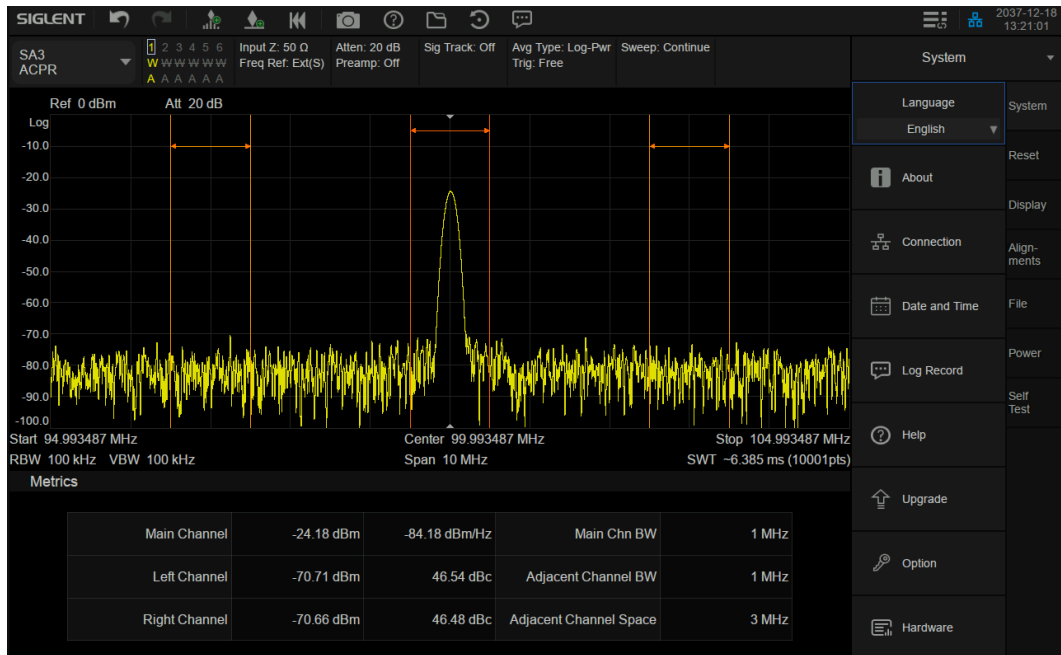 SIGLENT
2037-12-18
13:21:01
SA3
ACPR
1 2 3 4 5 6
W W W W W W
A A A A A A
Input Z: 50 Ω
Freq Ref: Ext(S)
Atten: 20 dB
Preamp: Off
Sig Track: Off
Avg Type: Log-Pwr
Trig: Free
Sweep: Continue
Ref 0 dBm Att 20 dB
Log
-10.0
-20.0
-30.0
-40.0
-50.0
-60.0
-70.0
-80.0
-90.0
-100.0
Start 94.993487 MHz Center 99.993487 MHz Stop 104.993487 MHz
RBW 100 kHz VBW 100 kHz Span 10 MHz SWT ~6.385 ms (10001pts)
Metrics
Main Channel -24.18 dBm -84.18 dBm/Hz Main Chn BW 1 MHz
Left Channel -70.71 dBm 46.54 dBc Adjacent Channel BW 1 MHz
Right Channel -70.66 dBm 46.48 dBc Adjacent Channel Space 3 MHz
System
Language
English
About
Connection
Date and Time
Log Record
Help
Upgrade
Option
Hardware
System
Reset
Display
Align-
ments
File
Power
Self
Test